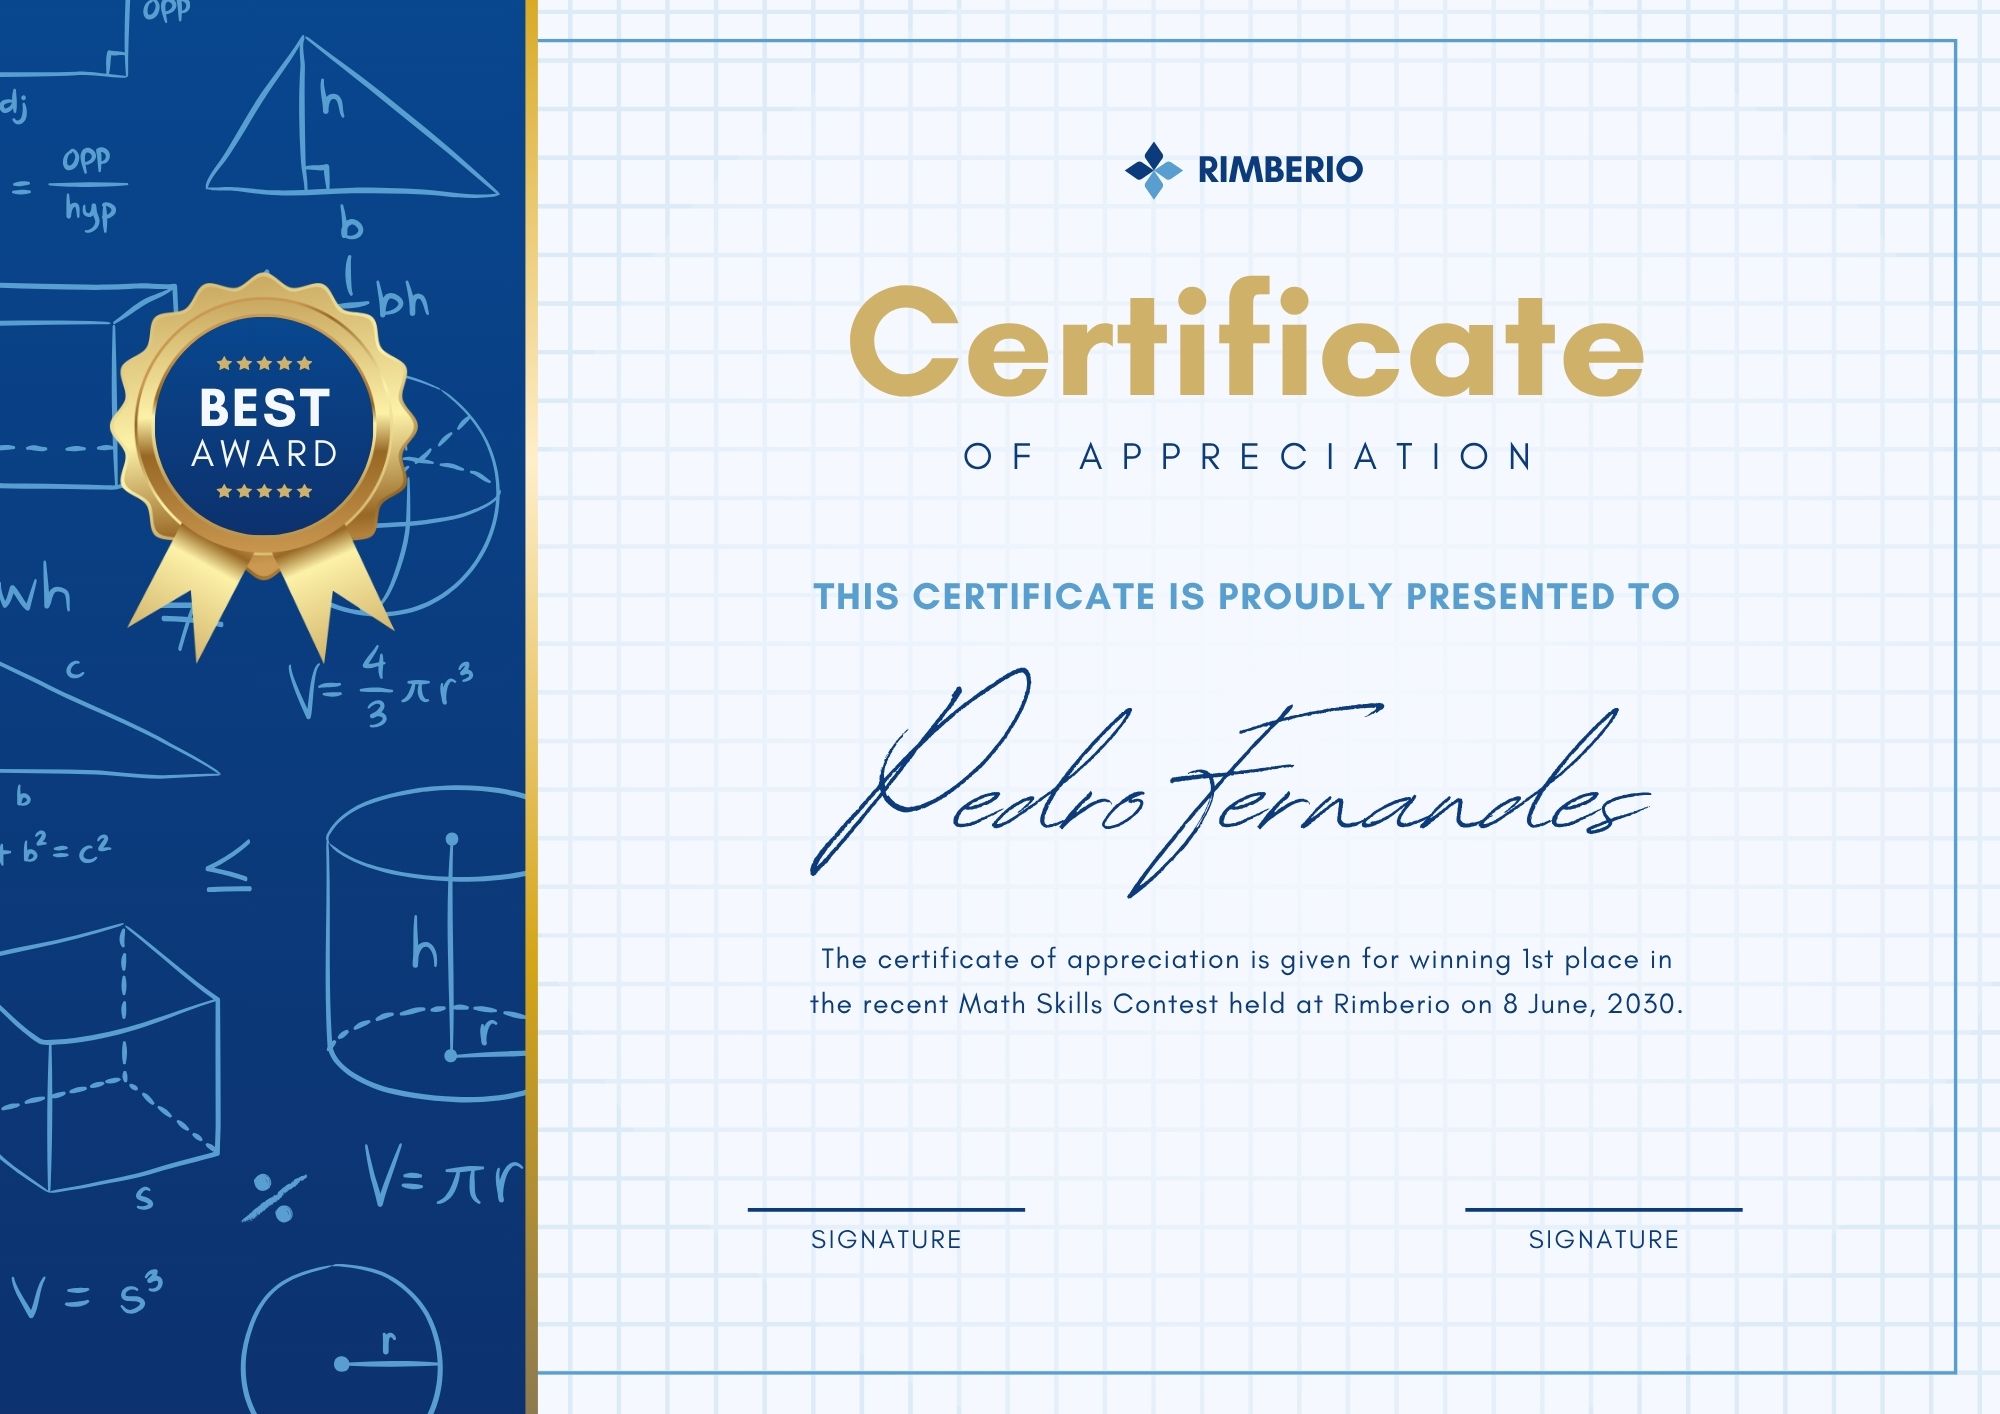 opp
dj
= opp
hyp
h
b
1
bh
★★★★★
BEST
AWARD
★★★★★
wh
≠
c
V= 4
3 πr³
b
+ b² = c²
≤
h
r
s
%
V= πr
V = s³
r
RIMBERIO
Certificate
OF APPRECIATION
THIS CERTIFICATE IS PROUDLY PRESENTED TO
Pedro Fernandes
The certificate of appreciation is given for winning 1st place in
the recent Math Skills Contest held at Rimberio on 8 June, 2030.
SIGNATURE
SIGNATURE